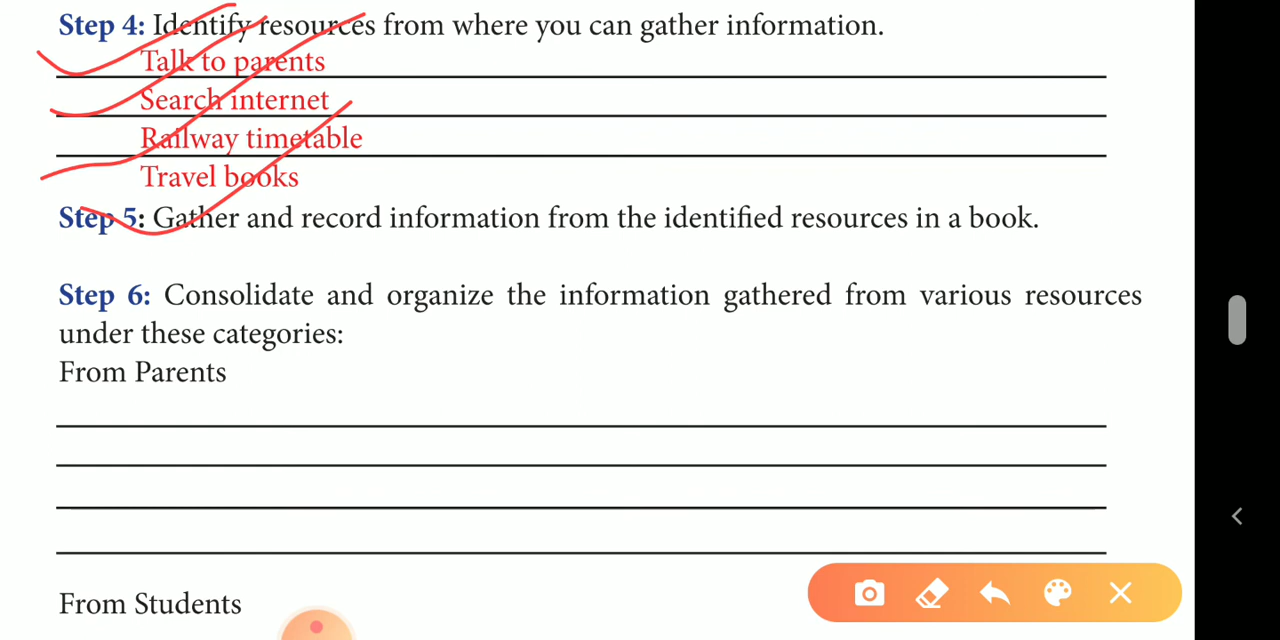 Step 4: Identify resources from where you can gather information.
Talk to parents
Search internet
Railway timetable
Travel books
Step 5: Gather and record information from the identified resources in a book.
Step 6: Consolidate and organize the information gathered from various resources
under these categories:
From Parents
From Students